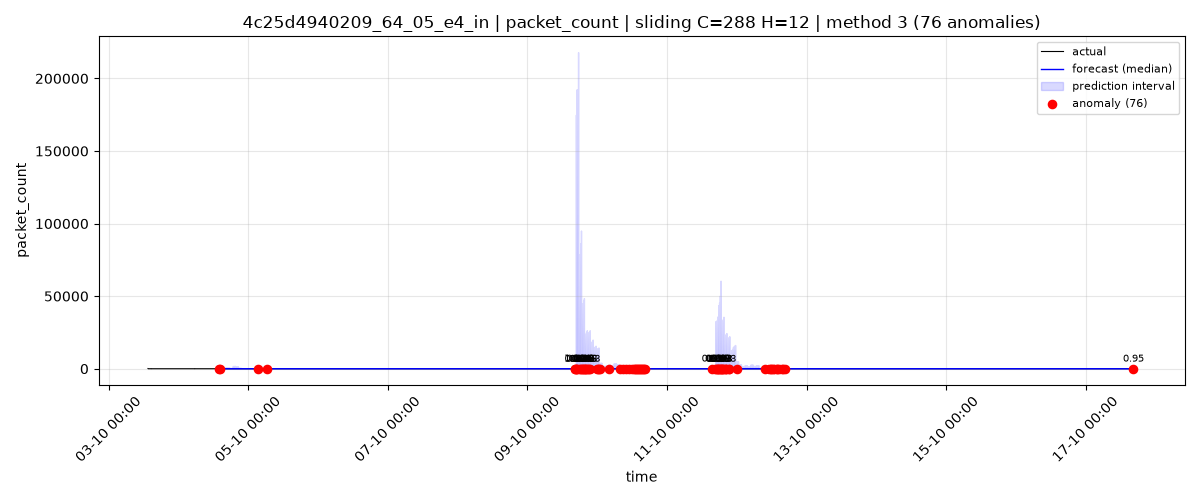 4c25d4940209_64_05_e4_in | packet_count | sliding C=288 H=12 | method 3 (76 anomalies)
actual
forecast (median)
prediction interval
anomaly (76)
packet_count
200000
150000
100000
50000
0
0.95
03-10 00:00
05-10 00:00
07-10 00:00
09-10 00:00
11-10 00:00
13-10 00:00
15-10 00:00
17-10 00:00
time